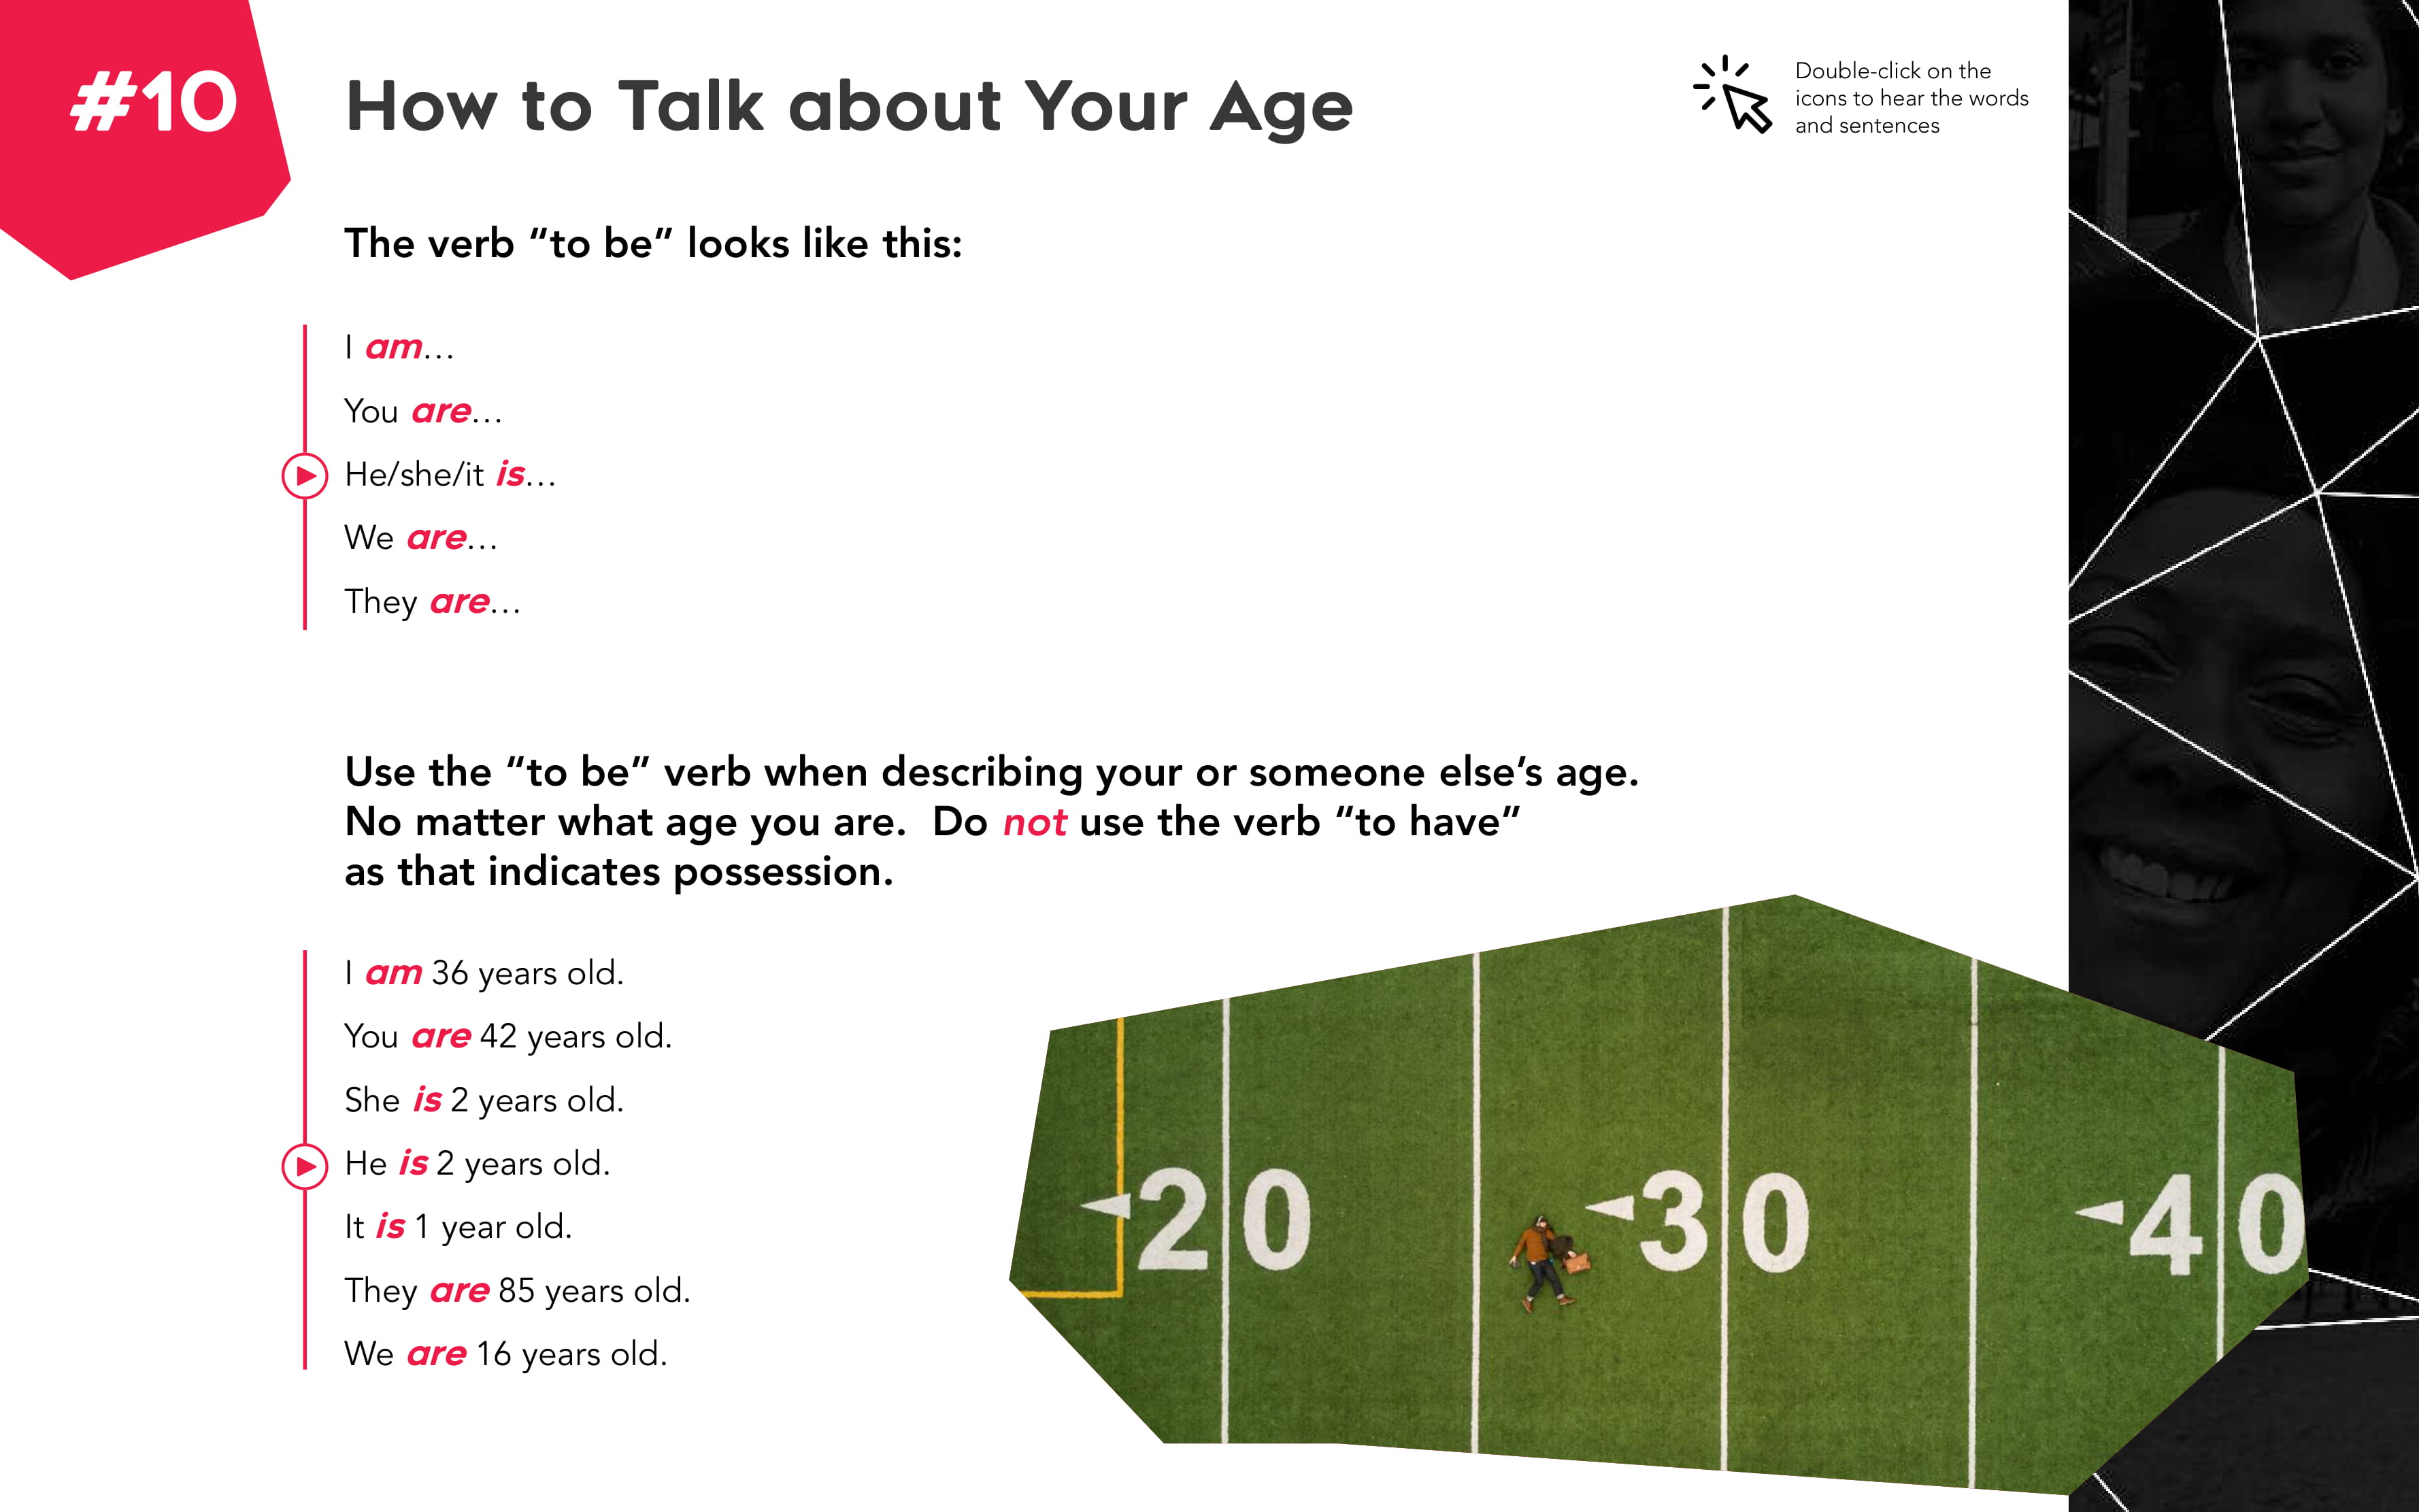 #10
How to Talk about Your Age
Double-click on the
icons to hear the words
and sentences
The verb “to be” looks like this:
I am…
You are…
He/she/it is…
We are…
They are…
Use the “to be” verb when describing your or someone else’s age.
No matter what age you are.  Do not use the verb “to have”
as that indicates possession.
I am 36 years old.
You are 42 years old.
She is 2 years old.
He is 2 years old.
It is 1 year old.
They are 85 years old.
We are 16 years old.
20 30 40